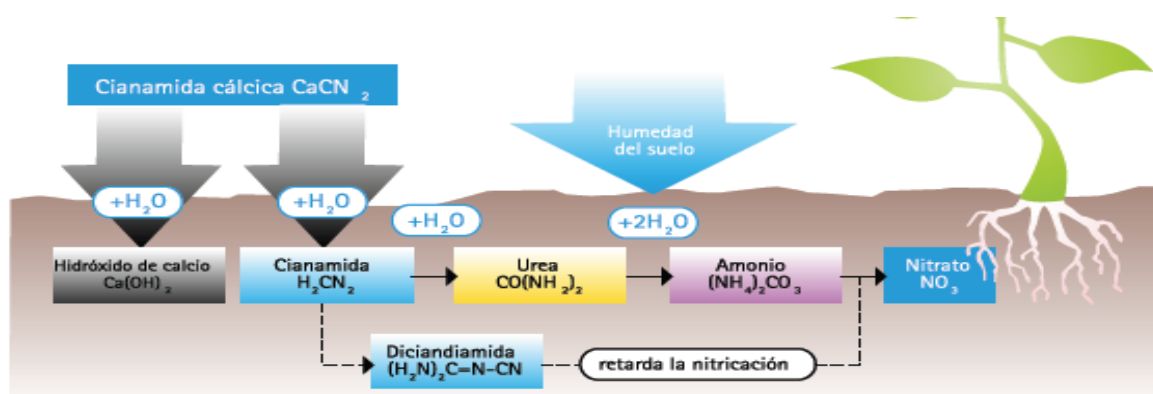 Cianamida cálcica CaCN₂
Humedad
del suelo
+H₂O
+H₂O
+H₂O
+2H₂O
Hidróxido de calcio
Ca(OH)₂
Cianamida
H₂CN₂
Urea
CO(NH₂)₂
Amonio
(NH₄)₂CO₃
Nitrato
NO₃
Diciandiamida
(H₂N)₂C=N–CN
retarda la nitricación